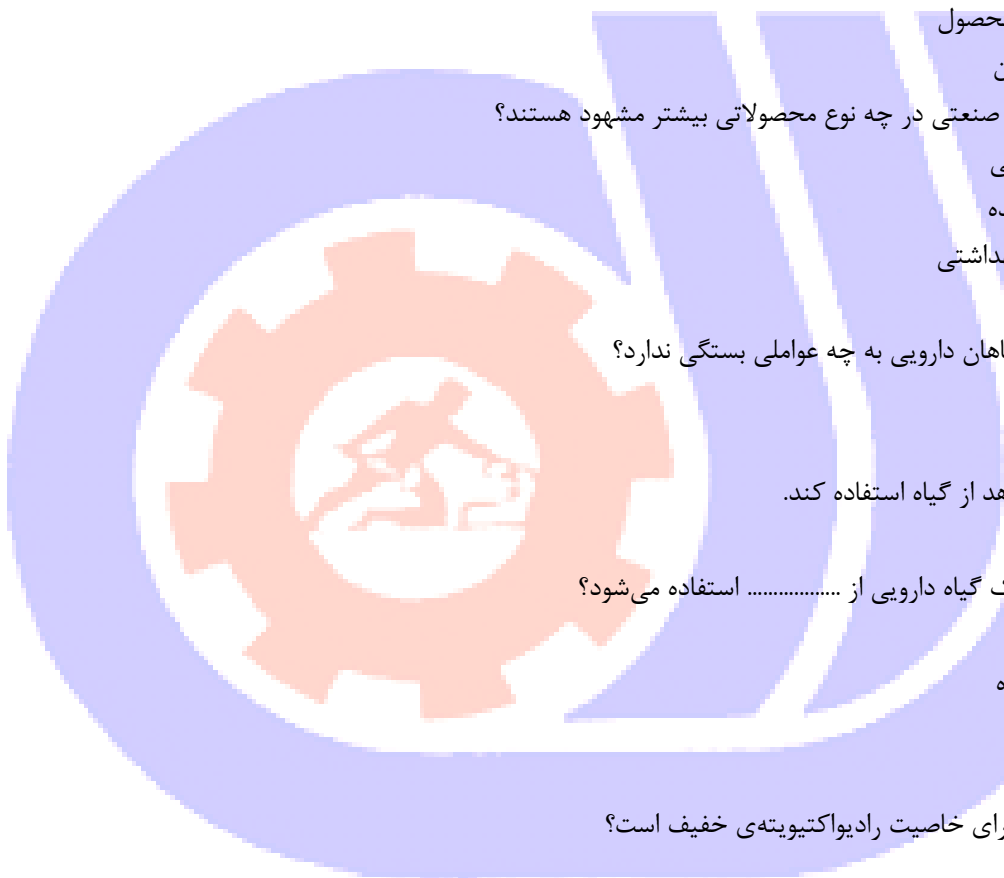 محصول
صنعتی در چه نوع محصولاتی بیشتر مشهود هستند؟
داشتی
اهان دارویی به چه عواملی بستگی ندارد؟
هد از گیاه استفاده کند.
گیاه دارویی از ................. استفاده می‌شود؟
رای خاصیت رادیواکتیویته‌ی خفیف است؟